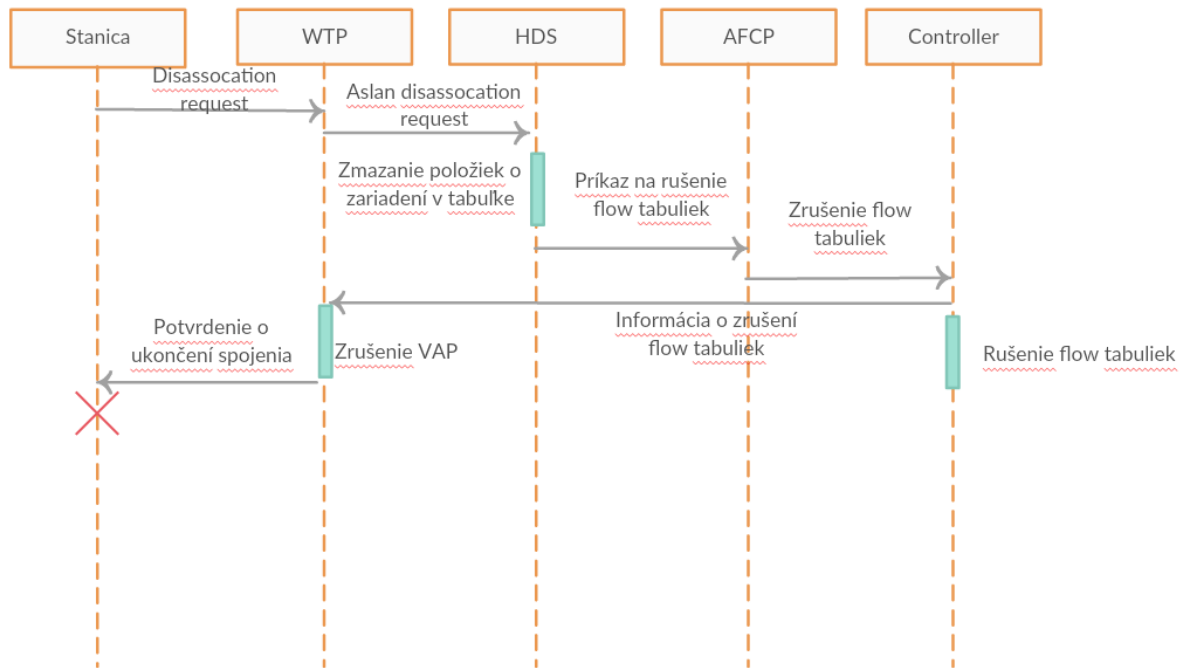 Stanica
WTP
HDS
AFCP
Controller
Disassocation
request
Aslan disassocation
request
Zmazanie položiek o
zariadení v tabuľke
Príkaz na rušenie
flow tabuliek
Zrušenie flow
tabuliek
Informácia o zrušení
flow tabuliek
Potvrdenie o
ukončení spojenia
Zrušenie VAP
Rušenie flow tabuliek